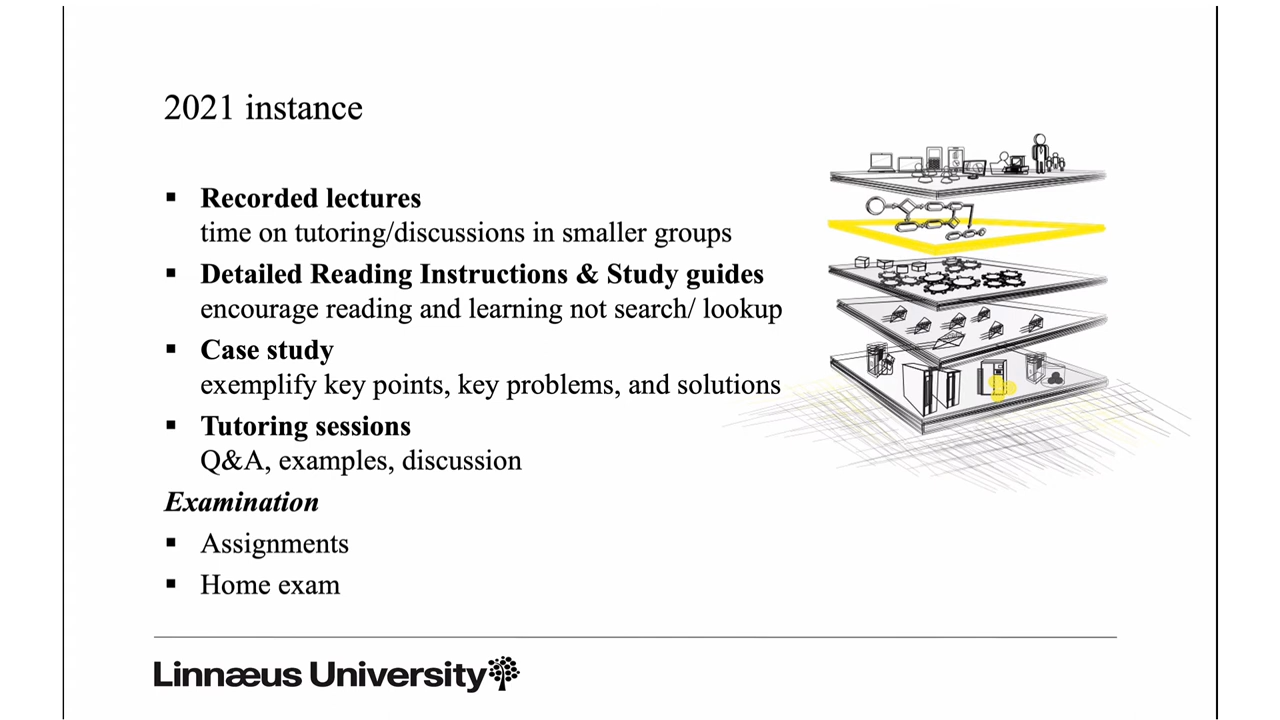 2021 instance
▪ Recorded lectures
time on tutoring/discussions in smaller groups
▪ Detailed Reading Instructions & Study guides
encourage reading and learning not search/ lookup
▪ Case study
exemplify key points, key problems, and solutions
▪ Tutoring sessions
Q&A, examples, discussion
Examination
▪ Assignments
▪ Home exam
Linnæus University